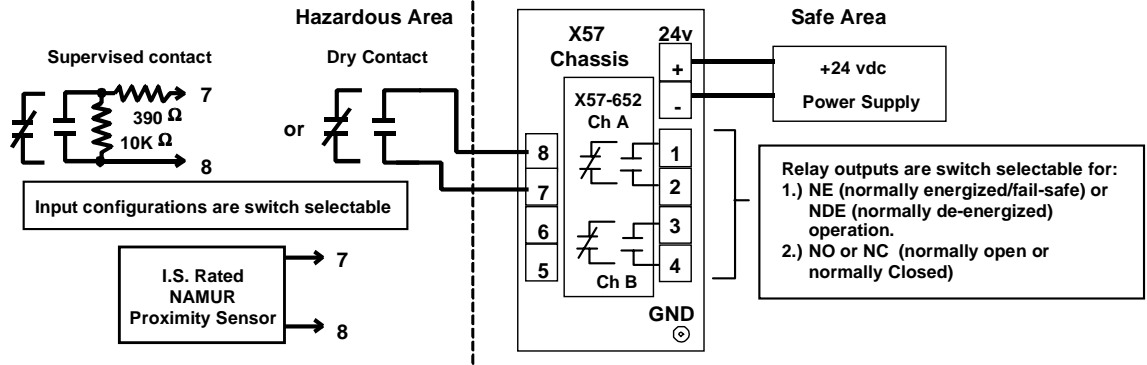 Hazardous Area
Safe Area
Supervised contact
7
390 Ω
10K Ω
8
or
Dry Contact
Input configurations are switch selectable
I.S. Rated
NAMUR
Proximity Sensor
7
8
X57
Chassis
24v
+
-
X57-652
Ch A
Ch B
8
7
6
5
1
2
3
4
GND
+24 vdc
Power Supply
Relay outputs are switch selectable for:
1.) NE (normally energized/fail-safe) or
NDE (normally de-energized)
operation.
2.) NO or NC (normally open or
normally Closed)